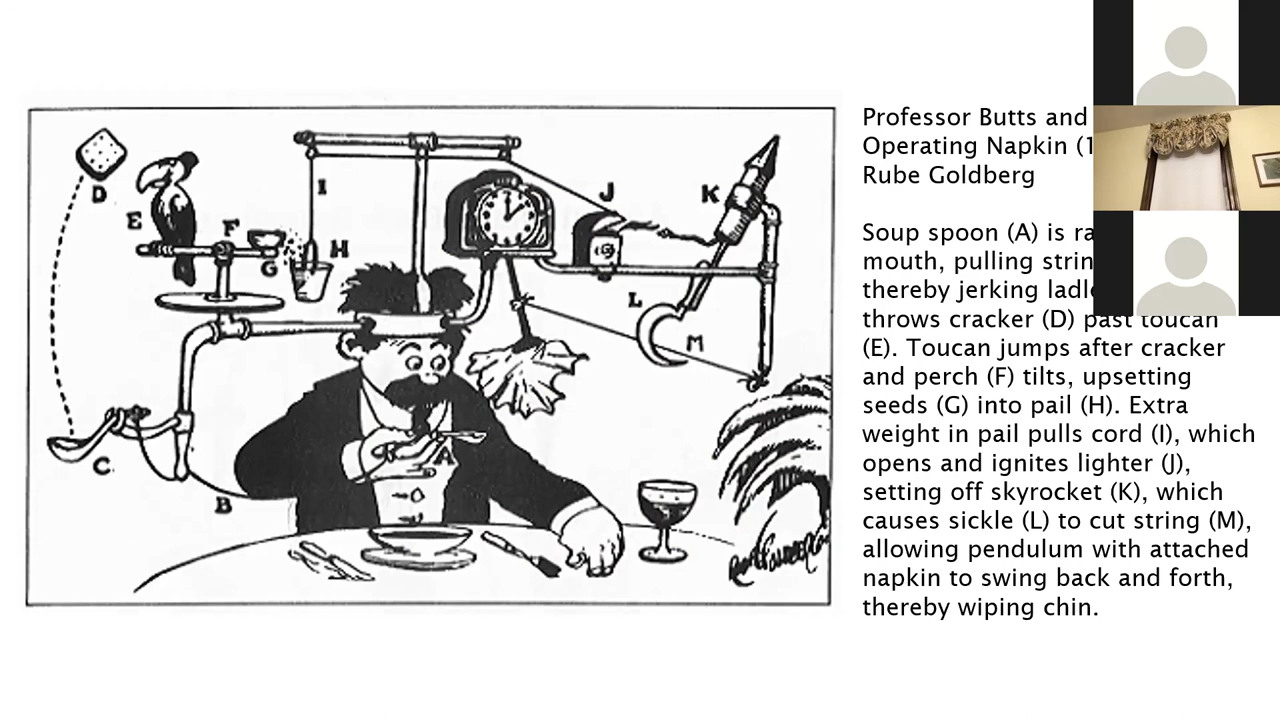 Professor Butts and
Operating Napkin (1
Rube Goldberg
Soup spoon (A) is ra
mouth, pulling strin
thereby jerking ladl
throws cracker (D) past toucan
(E). Toucan jumps after cracker
and perch (F) tilts, upsetting
seeds (G) into pail (H). Extra
weight in pail pulls cord (I), which
opens and ignites lighter (J),
setting off skyrocket (K), which
causes sickle (L) to cut string (M),
allowing pendulum with attached
napkin to swing back and forth,
thereby wiping chin.
D
E
F
G
H
I
J
K
L
M
A
B
C